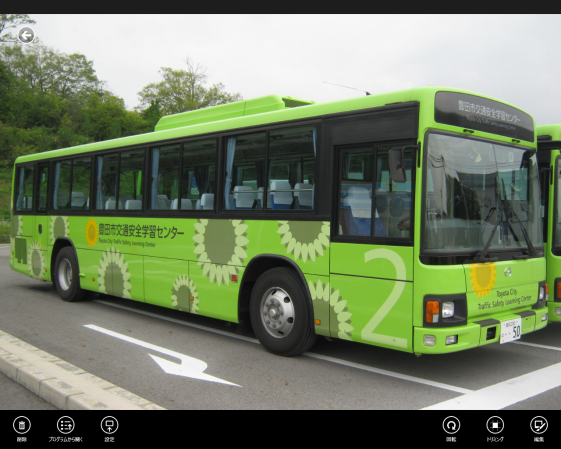 豊田市交通安全学習センター
豊田市交通安全学習センター
Toyota City Traffic Safety Learning Center
2
Toyota City
Traffic Safety Learning Center
50
削除
プログラムから開く
設定
回転
トリミング
編集